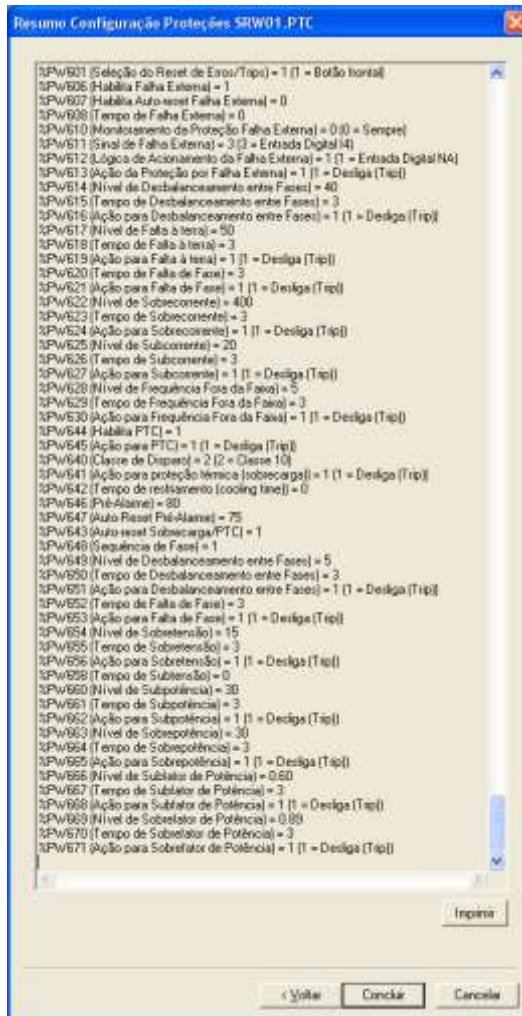 Resumo Configuração Proteções SRW01.PTC
%PW601 (Seleção do Reset de Erros/Trips) = 1 (1 = Botão frontal)
%PW606 (Habilita Falha Externa) = 1
%PW607 (Habilita Auto-reset Falha Externa) = 0
%PW608 (Tempo de Falha Externa) = 0
%PW610 (Monitoramento da Proteção Falha Externa) = 0 (0 = Sempre)
%PW611 (Sinal de Falha Externa) = 3 (3 = Entrada Digital I4)
%PW612 (Lógica de Acionamento da Falha Externa) = 1 (1 = Entrada Digital NA)
%PW613 (Ação da Proteção por Falha Externa) = 1 (1 = Desliga (Trip))
%PW614 (Nível de Desbalanceamento entre Fases) = 40
%PW615 (Tempo de Desbalanceamento entre Fases) = 3
%PW616 (Ação para Desbalanceamento entre Fases) = 1 (1 = Desliga (Trip))
%PW617 (Nível de Falta à terra) = 50
%PW618 (Tempo de Falta à terra) = 3
%PW619 (Ação para Falta à terra) = 1 (1 = Desliga (Trip))
%PW620 (Tempo de Falta de Fase) = 3
%PW621 (Ação para Falta de Fase) = 1 (1 = Desliga (Trip))
%PW622 (Nível de Sobrecorrente) = 400
%PW623 (Tempo de Sobrecorrente) = 3
%PW624 (Ação para Sobrecorrente) = 1 (1 = Desliga (Trip))
%PW625 (Nível de Subcorrente) = 20
%PW626 (Tempo de Subcorrente) = 3
%PW627 (Ação para Subcorrente) = 1 (1 = Desliga (Trip))
%PW628 (Nível de Frequência Fora da Faixa) = 5
%PW629 (Tempo de Frequência Fora da Faixa) = 3
%PW630 (Ação para Frequência Fora da Faixa) = 1 (1 = Desliga (Trip))
%PW644 (Habilita PTC) = 1
%PW645 (Ação para PTC) = 1 (1 = Desliga (Trip))
%PW640 (Classe de Disparo) = 2 (2 = Classe 10)
%PW641 (Ação para proteção térmica (sobrecarga)) = 1 (1 = Desliga (Trip))
%PW642 (Tempo de resfriamento (cooling time)) = 0
%PW646 (Pré-Alarme) = 80
%PW647 (Auto Reset Pré-Alarme) = 75
%PW643 (Auto-reset Sobrecarga/PTC) = 1
%PW648 (Sequência de Fase) = 1
%PW649 (Nível de Desbalanceamento entre Fases) = 5
%PW650 (Tempo de Desbalanceamento entre Fases) = 3
%PW651 (Ação para Desbalanceamento entre Fases) = 1 (1 = Desliga (Trip))
%PW652 (Tempo de Falta de Fase) = 3
%PW653 (Ação para Falta de Fase) = 1 (1 = Desliga (Trip))
%PW654 (Nível de Sobretensão) = 15
%PW655 (Tempo de Sobretensão) = 3
%PW656 (Ação para Sobretensão) = 1 (1 = Desliga (Trip))
%PW658 (Tempo de Subtensão) = 0
%PW660 (Nível de Subpotência) = 30
%PW661 (Tempo de Subpotência) = 3
%PW662 (Ação para Subpotência) = 1 (1 = Desliga (Trip))
%PW663 (Nível de Sobrepotência) = 30
%PW664 (Tempo de Sobrepotência) = 3
%PW665 (Ação para Sobrepotência) = 1 (1 = Desliga (Trip))
%PW666 (Nível de Subfator de Potência) = 0.60
%PW667 (Tempo de Subfator de Potência) = 3
%PW668 (Ação para Subfator de Potência) = 1 (1 = Desliga (Trip))
%PW669 (Nível de Sobrefator de Potência) = 0.89
%PW670 (Tempo de Sobrefator de Potência) = 3
%PW671 (Ação para Sobrefator de Potência) = 1 (1 = Desliga (Trip))
Imprimir
< Voltar
Concluir
Cancelar